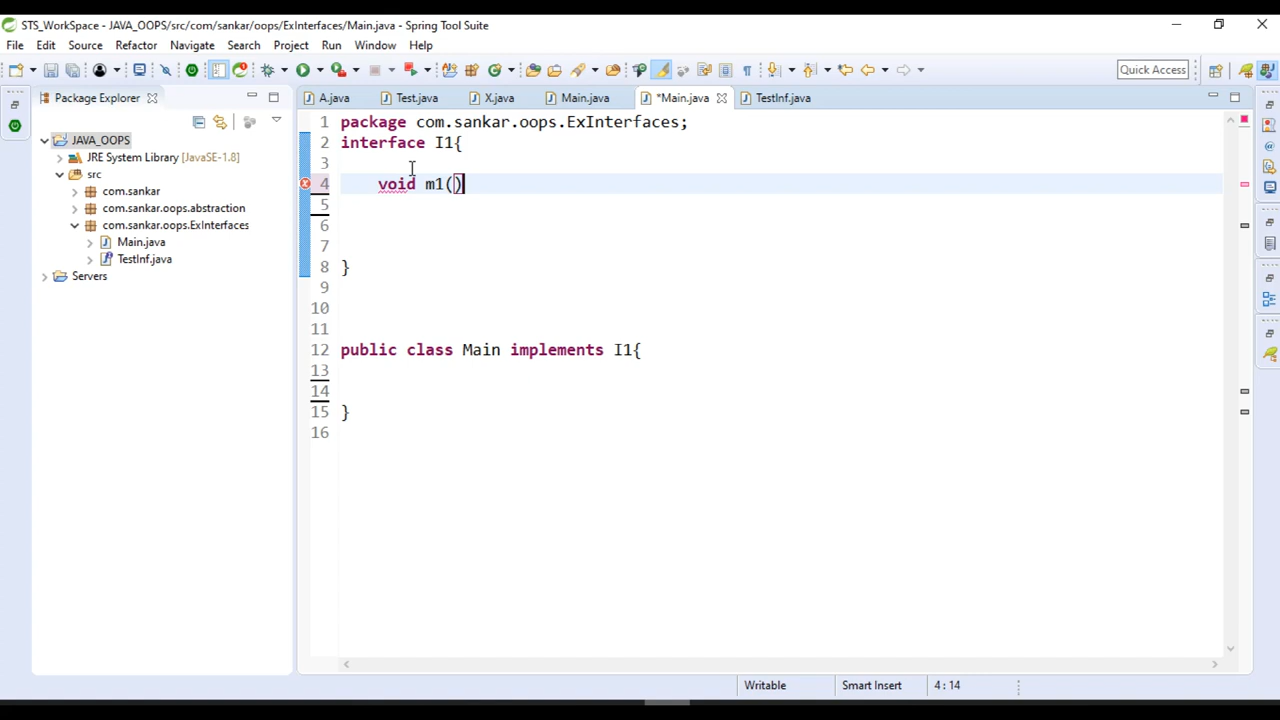 STS_WorkSpace - JAVA_OOPS/src/com/sankar/oops/ExInterfaces/Main.java - Spring Tool Suite
File Edit Source Refactor Navigate Search Project Run Window Help
Quick Access
Package Explorer
A.java Test.java X.java Main.java *Main.java TestInf.java
JAVA_OOPS
JRE System Library [JavaSE-1.8]
src
com.sankar
com.sankar.oops.abstraction
com.sankar.oops.ExInterfaces
Main.java
TestInf.java
Servers
1 package com.sankar.oops.ExInterfaces;
2 interface I1{
3
4 void m1()
5
6
7
8 }
9
10
11
12 public class Main implements I1{
13
14
15 }
16
Writable Smart Insert 4:14